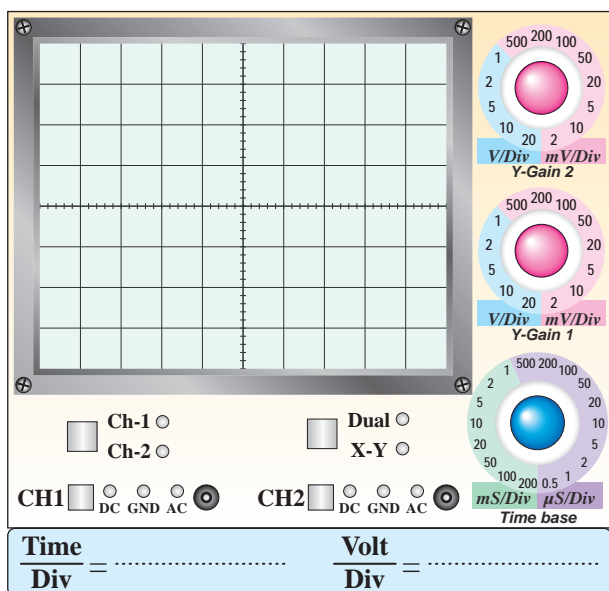 500 200 100
1 50
2 20
5 5
10 10
20 2
V/Div mV/Div
Y-Gain 2
500 200 100
1 50
2 20
5 5
10 10
20 2
V/Div mV/Div
Y-Gain 1
1 500 200 100
2 50
5 20
10 10
20 5
50 2
100 200 0.5 1
mS/Div µS/Div
Time base
Ch-1
Ch-2
Dual
X-Y
CH1 DC GND AC
CH2 DC GND AC
Time
Div = ............................
Volt
Div = ............................